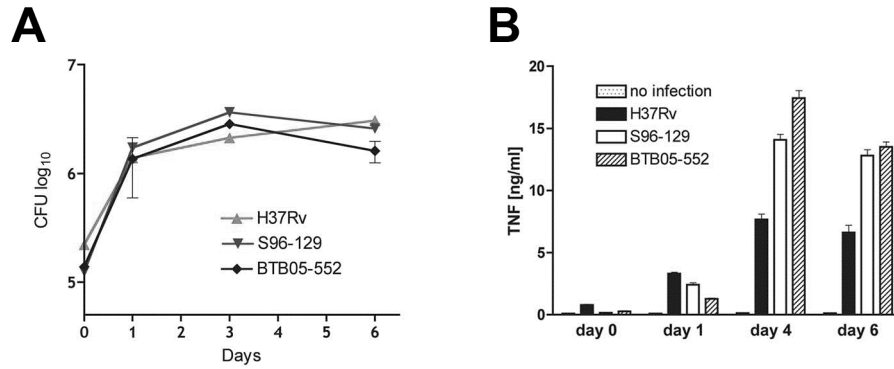 A
CFU log10
7
6
5
0
1
2
3
4
5
6
Days
H37Rv
S96-129
BTB05-552
B
TNF [ng/ml]
20
15
10
5
0
no infection
H37Rv
S96-129
BTB05-552
day 0
day 1
day 4
day 6